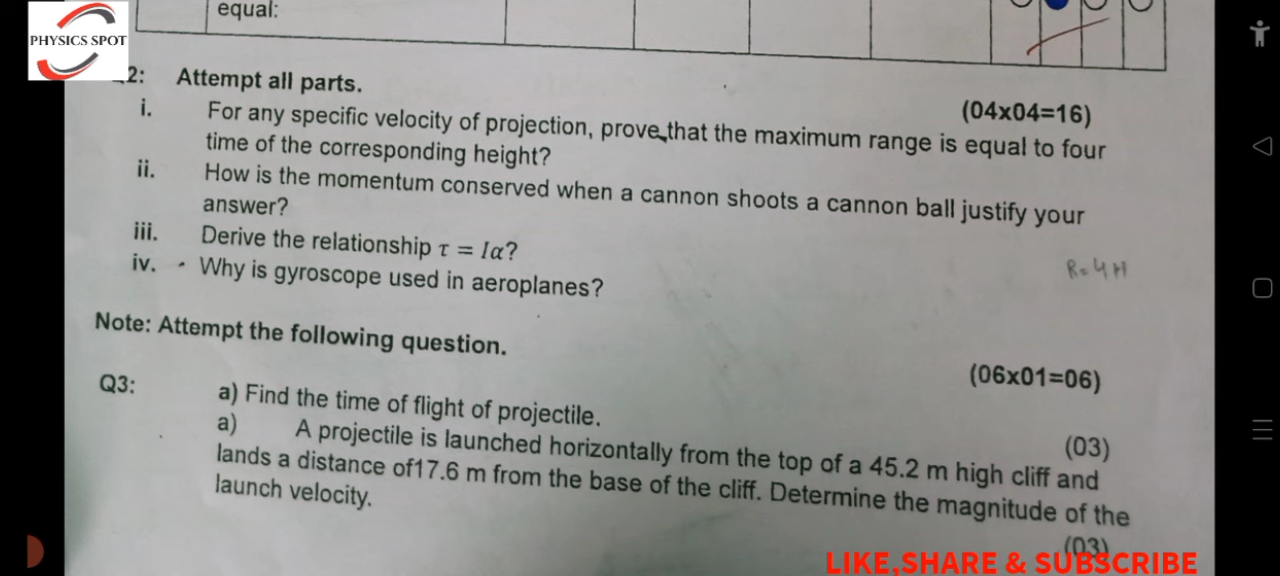 equal:
PHYSICS SPOT
2: Attempt all parts.
(04x04=16)
i. For any specific velocity of projection, prove that the maximum range is equal to four
time of the corresponding height?
ii. How is the momentum conserved when a cannon shoots a cannon ball justify your
answer?
iii. Derive the relationship τ = Iα?
iv. Why is gyroscope used in aeroplanes?
R=4H
Note: Attempt the following question.
(06x01=06)
Q3: a) Find the time of flight of projectile.
(03)
a) A projectile is launched horizontally from the top of a 45.2 m high cliff and
lands a distance of17.6 m from the base of the cliff. Determine the magnitude of the
launch velocity.
(03)
LIKE,SHARE & SUBSCRIBE